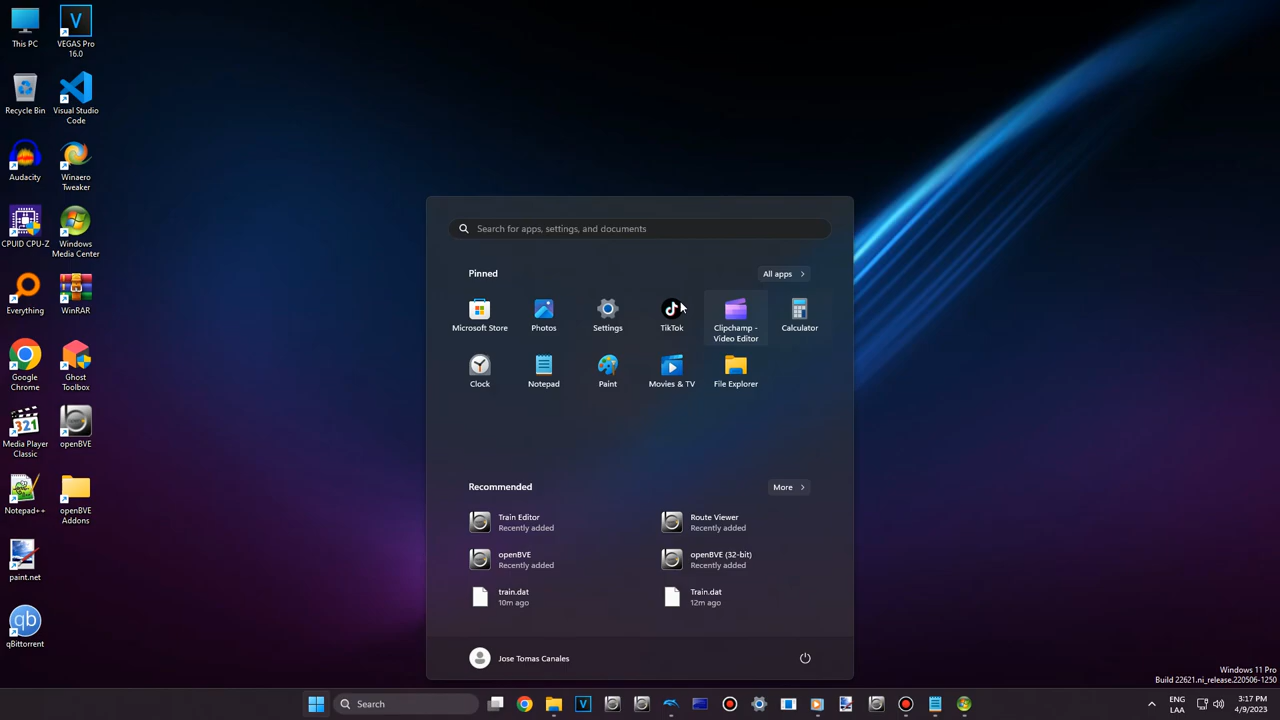 This PC
VEGAS Pro
16.0
Recycle Bin
Visual Studio
Code
Audacity
Winaero
Tweaker
CPUID CPU-Z
Windows
Media Center
Everything
WinRAR
Google
Chrome
Ghost
Toolbox
Media Player
Classic
openBVE
Notepad++
openBVE
Addons
paint.net
qBittorrent
Search for apps, settings, and documents
Pinned
All apps
Microsoft Store
Photos
Settings
TikTok
Clipchamp -
Video Editor
Calculator
Clock
Notepad
Paint
Movies & TV
File Explorer
Recommended
More
Train Editor
Recently added
Route Viewer
Recently added
openBVE
Recently added
openBVE (32-bit)
Recently added
train.dat
10m ago
Train.dat
12m ago
Jose Tomas Canales
Windows 11 Pro
Build 22621.ni_release.220506-1250
Search
ENG
LAA
3:17 PM
4/9/2023